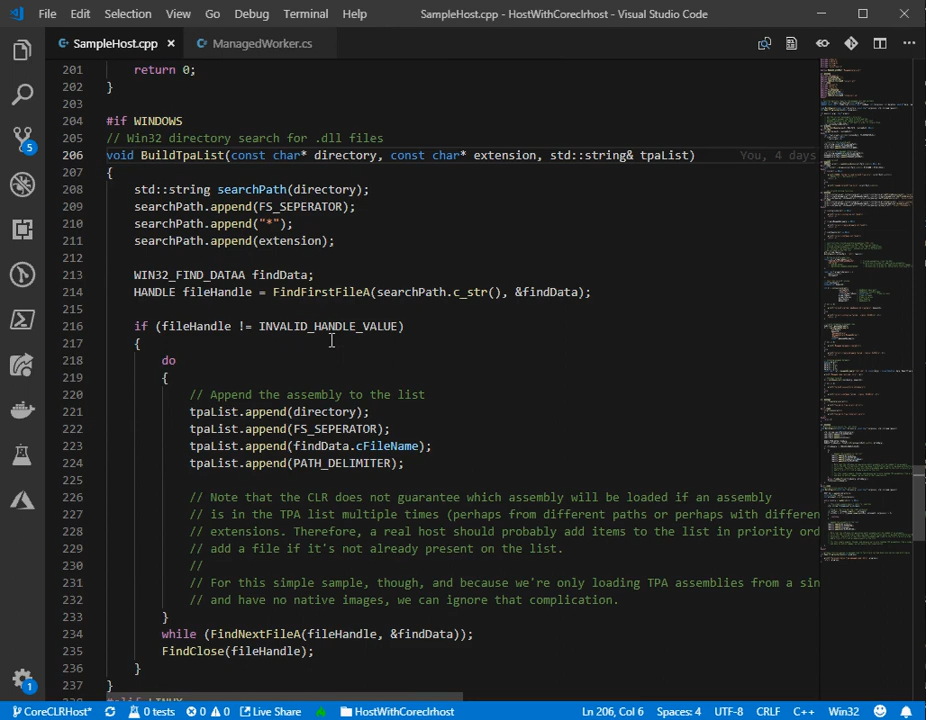 File Edit Selection View Go Debug Terminal Help SampleHost.cpp - HostWithCoreclrhost - Visual Studio Code
SampleHost.cpp ManagedWorker.cs
201 return 0;
202 }
203
204 #if WINDOWS
205 // Win32 directory search for .dll files
206 void BuildTpaList(const char* directory, const char* extension, std::string& tpaList) You, 4 days
207 {
208 std::string searchPath(directory);
209 searchPath.append(FS_SEPERATOR);
210 searchPath.append("*");
211 searchPath.append(extension);
212
213 WIN32_FIND_DATAA findData;
214 HANDLE fileHandle = FindFirstFileA(searchPath.c_str(), &findData);
215
216 if (fileHandle != INVALID_HANDLE_VALUE)
217 {
218 do
219 {
220 // Append the assembly to the list
221 tpaList.append(directory);
222 tpaList.append(FS_SEPERATOR);
223 tpaList.append(findData.cFileName);
224 tpaList.append(PATH_DELIMITER);
225
226 // Note that the CLR does not guarantee which assembly will be loaded if an assembly
227 // is in the TPA list multiple times (perhaps from different paths or perhaps with differen
228 // extensions. Therefore, a real host should probably add items to the list in priority ord
229 // add a file if it's not already present on the list.
230 //
231 // For this simple sample, though, and because we're only loading TPA assemblies from a sin
232 // and have no native images, we can ignore that complication.
233 }
234 while (FindNextFileA(fileHandle, &findData));
235 FindClose(fileHandle);
236 }
237 }
5
1
CoreCLRHost* 0 tests 0 0 Live Share HostWithCoreclrhost Ln 206, Col 6 Spaces: 4 UTF-8 CRLF C++ Win32